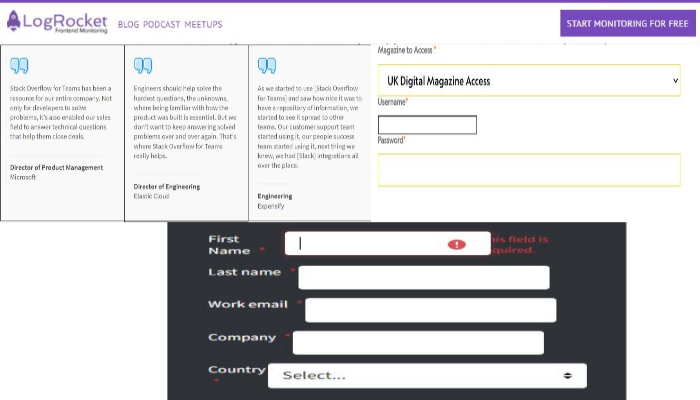 LogRocket
Frontend Monitoring
BLOG PODCAST MEETUPS
START MONITORING FOR FREE
Stack Overflow for Teams has been a
resource for our entire company. Not
only for developers to solve
problems, it's also enabled our sales
field to answer technical questions
that help them close deals.
Director of Product Management
Microsoft
Engineers should help solve the
hardest questions, the unknowns,
where being familiar with how the
product was built is essential. But we
don't want to keep answering solved
problems over and over again. That's
where Stack Overflow for Teams
really helps.
Director of Engineering
Elastic Cloud
As we started to use [Stack Overflow
for Teams] and saw how nice it was to
have a repository of information, we
started to see it spread to other
teams. Our customer support team
started using it, our people success
team started using it, next thing we
knew, we had [Slack] integrations all
over the place.
Engineering
Expensify
Magazine to Access *
UK Digital Magazine Access
Username*
Password*
First
Name *
his field is
quired.
Last name *
Work email *
Company *
Country
*
Select...